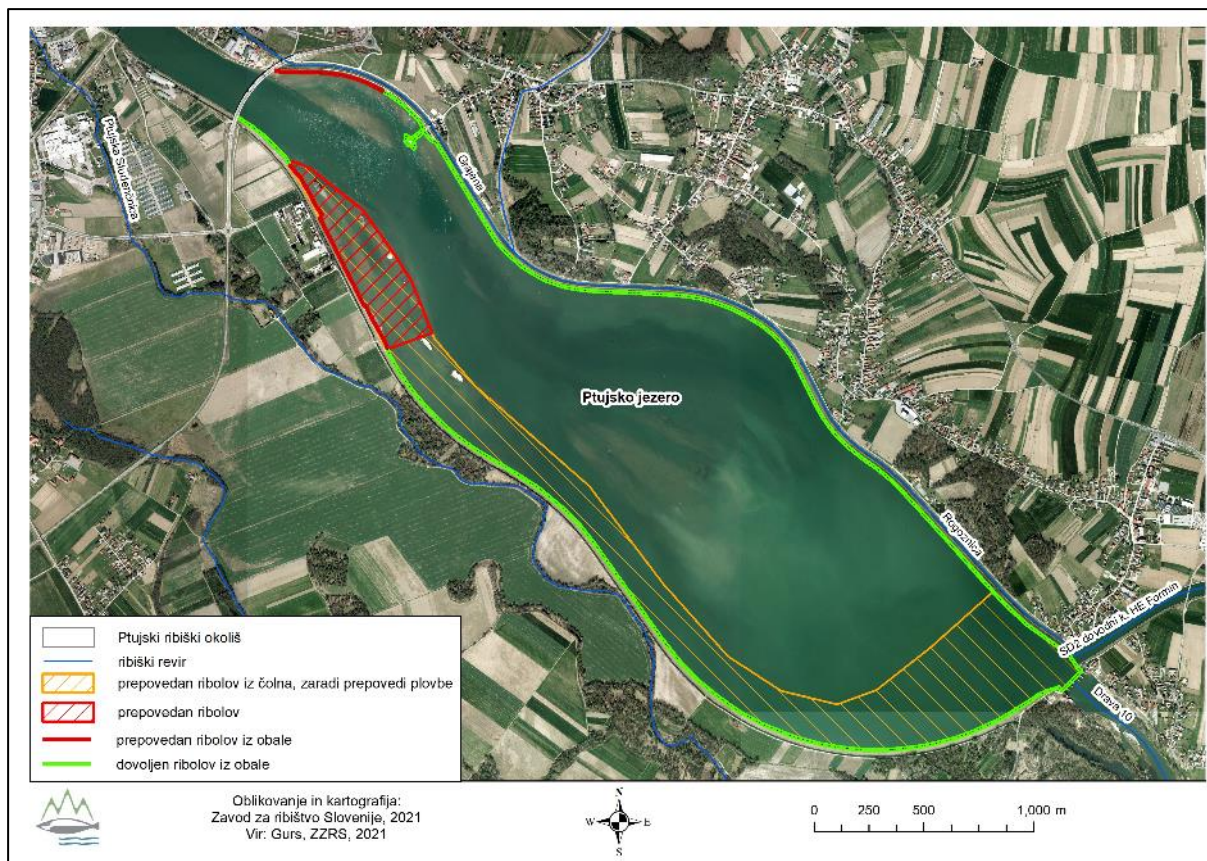 Ptujska Studenčnica
Grajena
Ptujsko jezero
Rogoznica
SD2 dovodni k. HE Formin
Drava 10
Ptujski ribiški okoliš
ribiški revir
prepovedan ribolov iz čolna, zaradi prepovedi plovbe
prepovedan ribolov
prepovedan ribolov iz obale
dovoljen ribolov iz obale
Oblikovanje in kartografija:
Zavod za ribištvo Slovenije, 2021
Vir: Gurs, ZZRS, 2021
N
W E
S
0 250 500 1,000 m